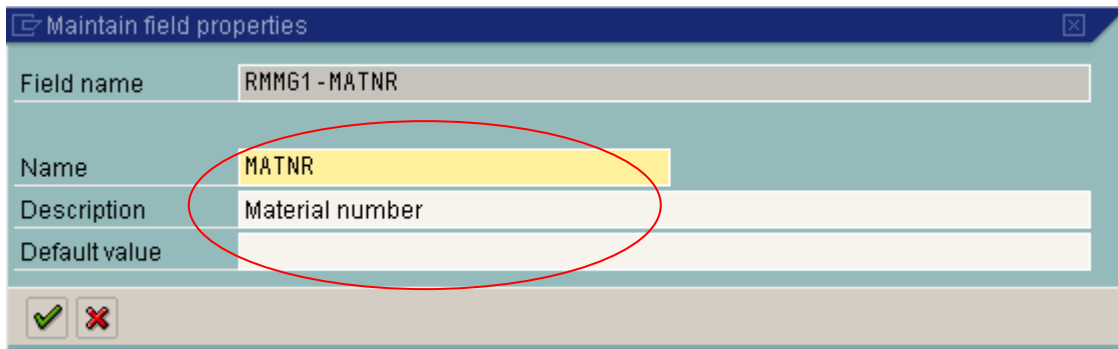 Maintain field properties
Field name RMMG1-MATNR
Name MATNR
Description Material number
Default value